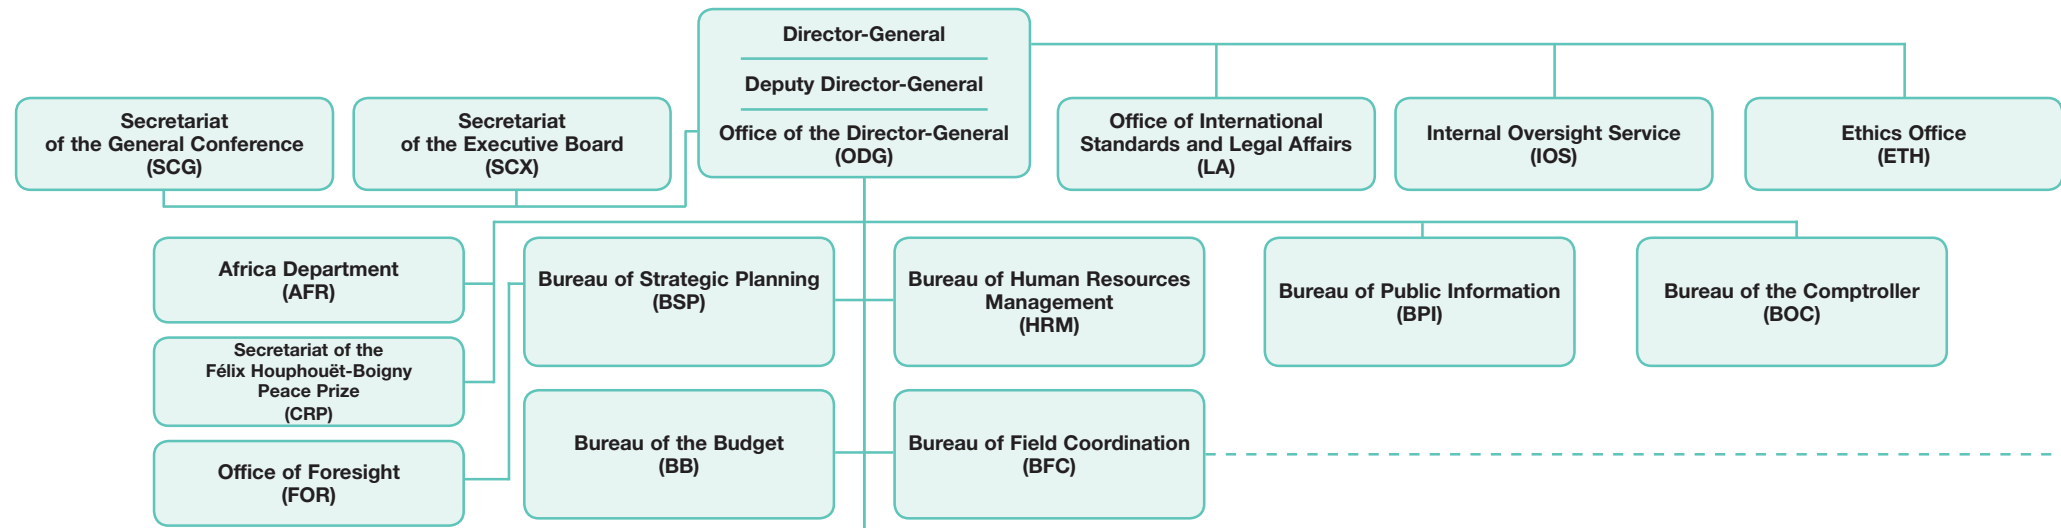 Director-General
Deputy Director-General
Office of the Director-General
(ODG)
Secretariat
of the General Conference
(SCG)
Secretariat
of the Executive Board
(SCX)
Office of International
Standards and Legal Affairs
(LA)
Internal Oversight Service
(IOS)
Ethics Office
(ETH)
Africa Department
(AFR)
Bureau of Strategic Planning
(BSP)
Bureau of Human Resources
Management
(HRM)
Bureau of Public Information
(BPI)
Bureau of the Comptroller
(BOC)
Secretariat of the
Félix Houphouët-Boigny
Peace Prize
(CRP)
Office of Foresight
(FOR)
Bureau of the Budget
(BB)
Bureau of Field Coordination
(BFC)